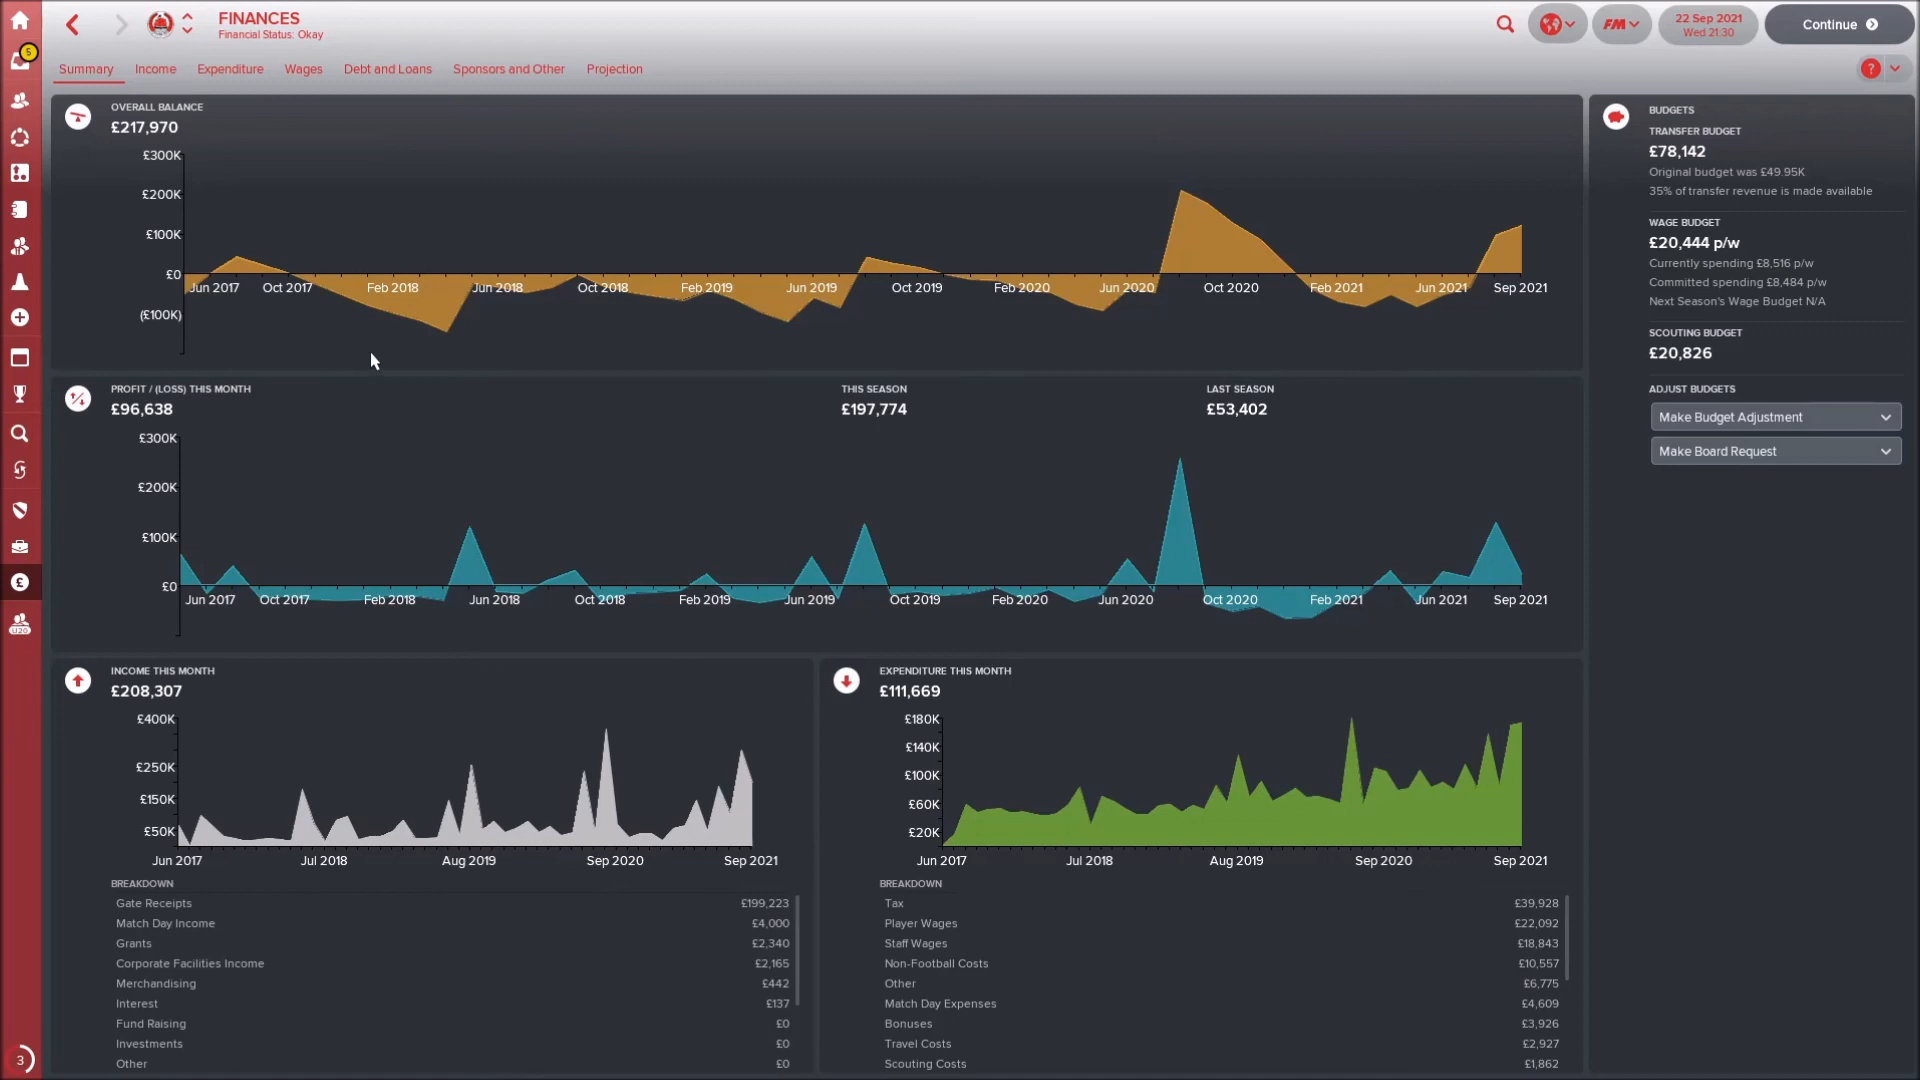 FINANCES
Financial Status: Okay
FM
22 Sep 2021
Wed 21:30
Continue
5
Summary
Income
Expenditure
Wages
Debt and Loans
Sponsors and Other
Projection
?
OVERALL BALANCE
£217,970
£300K
£200K
£100K
£0
(£100K)
Jun 2017 Oct 2017 Feb 2018 Jun 2018 Oct 2018 Feb 2019 Jun 2019 Oct 2019 Feb 2020 Jun 2020 Oct 2020 Feb 2021 Jun 2021 Sep 2021
PROFIT / (LOSS) THIS MONTH
£96,638
THIS SEASON
£197,774
LAST SEASON
£53,402
£300K
£200K
£100K
£0
Jun 2017 Oct 2017 Feb 2018 Jun 2018 Oct 2018 Feb 2019 Jun 2019 Oct 2019 Feb 2020 Jun 2020 Oct 2020 Feb 2021 Jun 2021 Sep 2021
INCOME THIS MONTH
£208,307
£400K
£250K
£150K
£50K
Jun 2017 Jul 2018 Aug 2019 Sep 2020 Sep 2021
BREAKDOWN
Gate Receipts £199,223
Match Day Income £4,000
Grants £2,340
Corporate Facilities Income £2,165
Merchandising £442
Interest £137
Fund Raising £0
Investments £0
Other £0
EXPENDITURE THIS MONTH
£111,669
£180K
£140K
£100K
£60K
£20K
Jun 2017 Jul 2018 Aug 2019 Sep 2020 Sep 2021
BREAKDOWN
Tax £39,928
Player Wages £22,092
Staff Wages £18,843
Non-Football Costs £10,557
Other £6,775
Match Day Expenses £4,609
Bonuses £3,926
Travel Costs £2,927
Scouting Costs £1,862
BUDGETS
TRANSFER BUDGET
£78,142
Original budget was £49.95K
35% of transfer revenue is made available
WAGE BUDGET
£20,444 p/w
Currently spending £8,516 p/w
Committed spending £8,484 p/w
Next Season's Wage Budget N/A
SCOUTING BUDGET
£20,826
ADJUST BUDGETS
Make Budget Adjustment
Make Board Request
£
U20
3